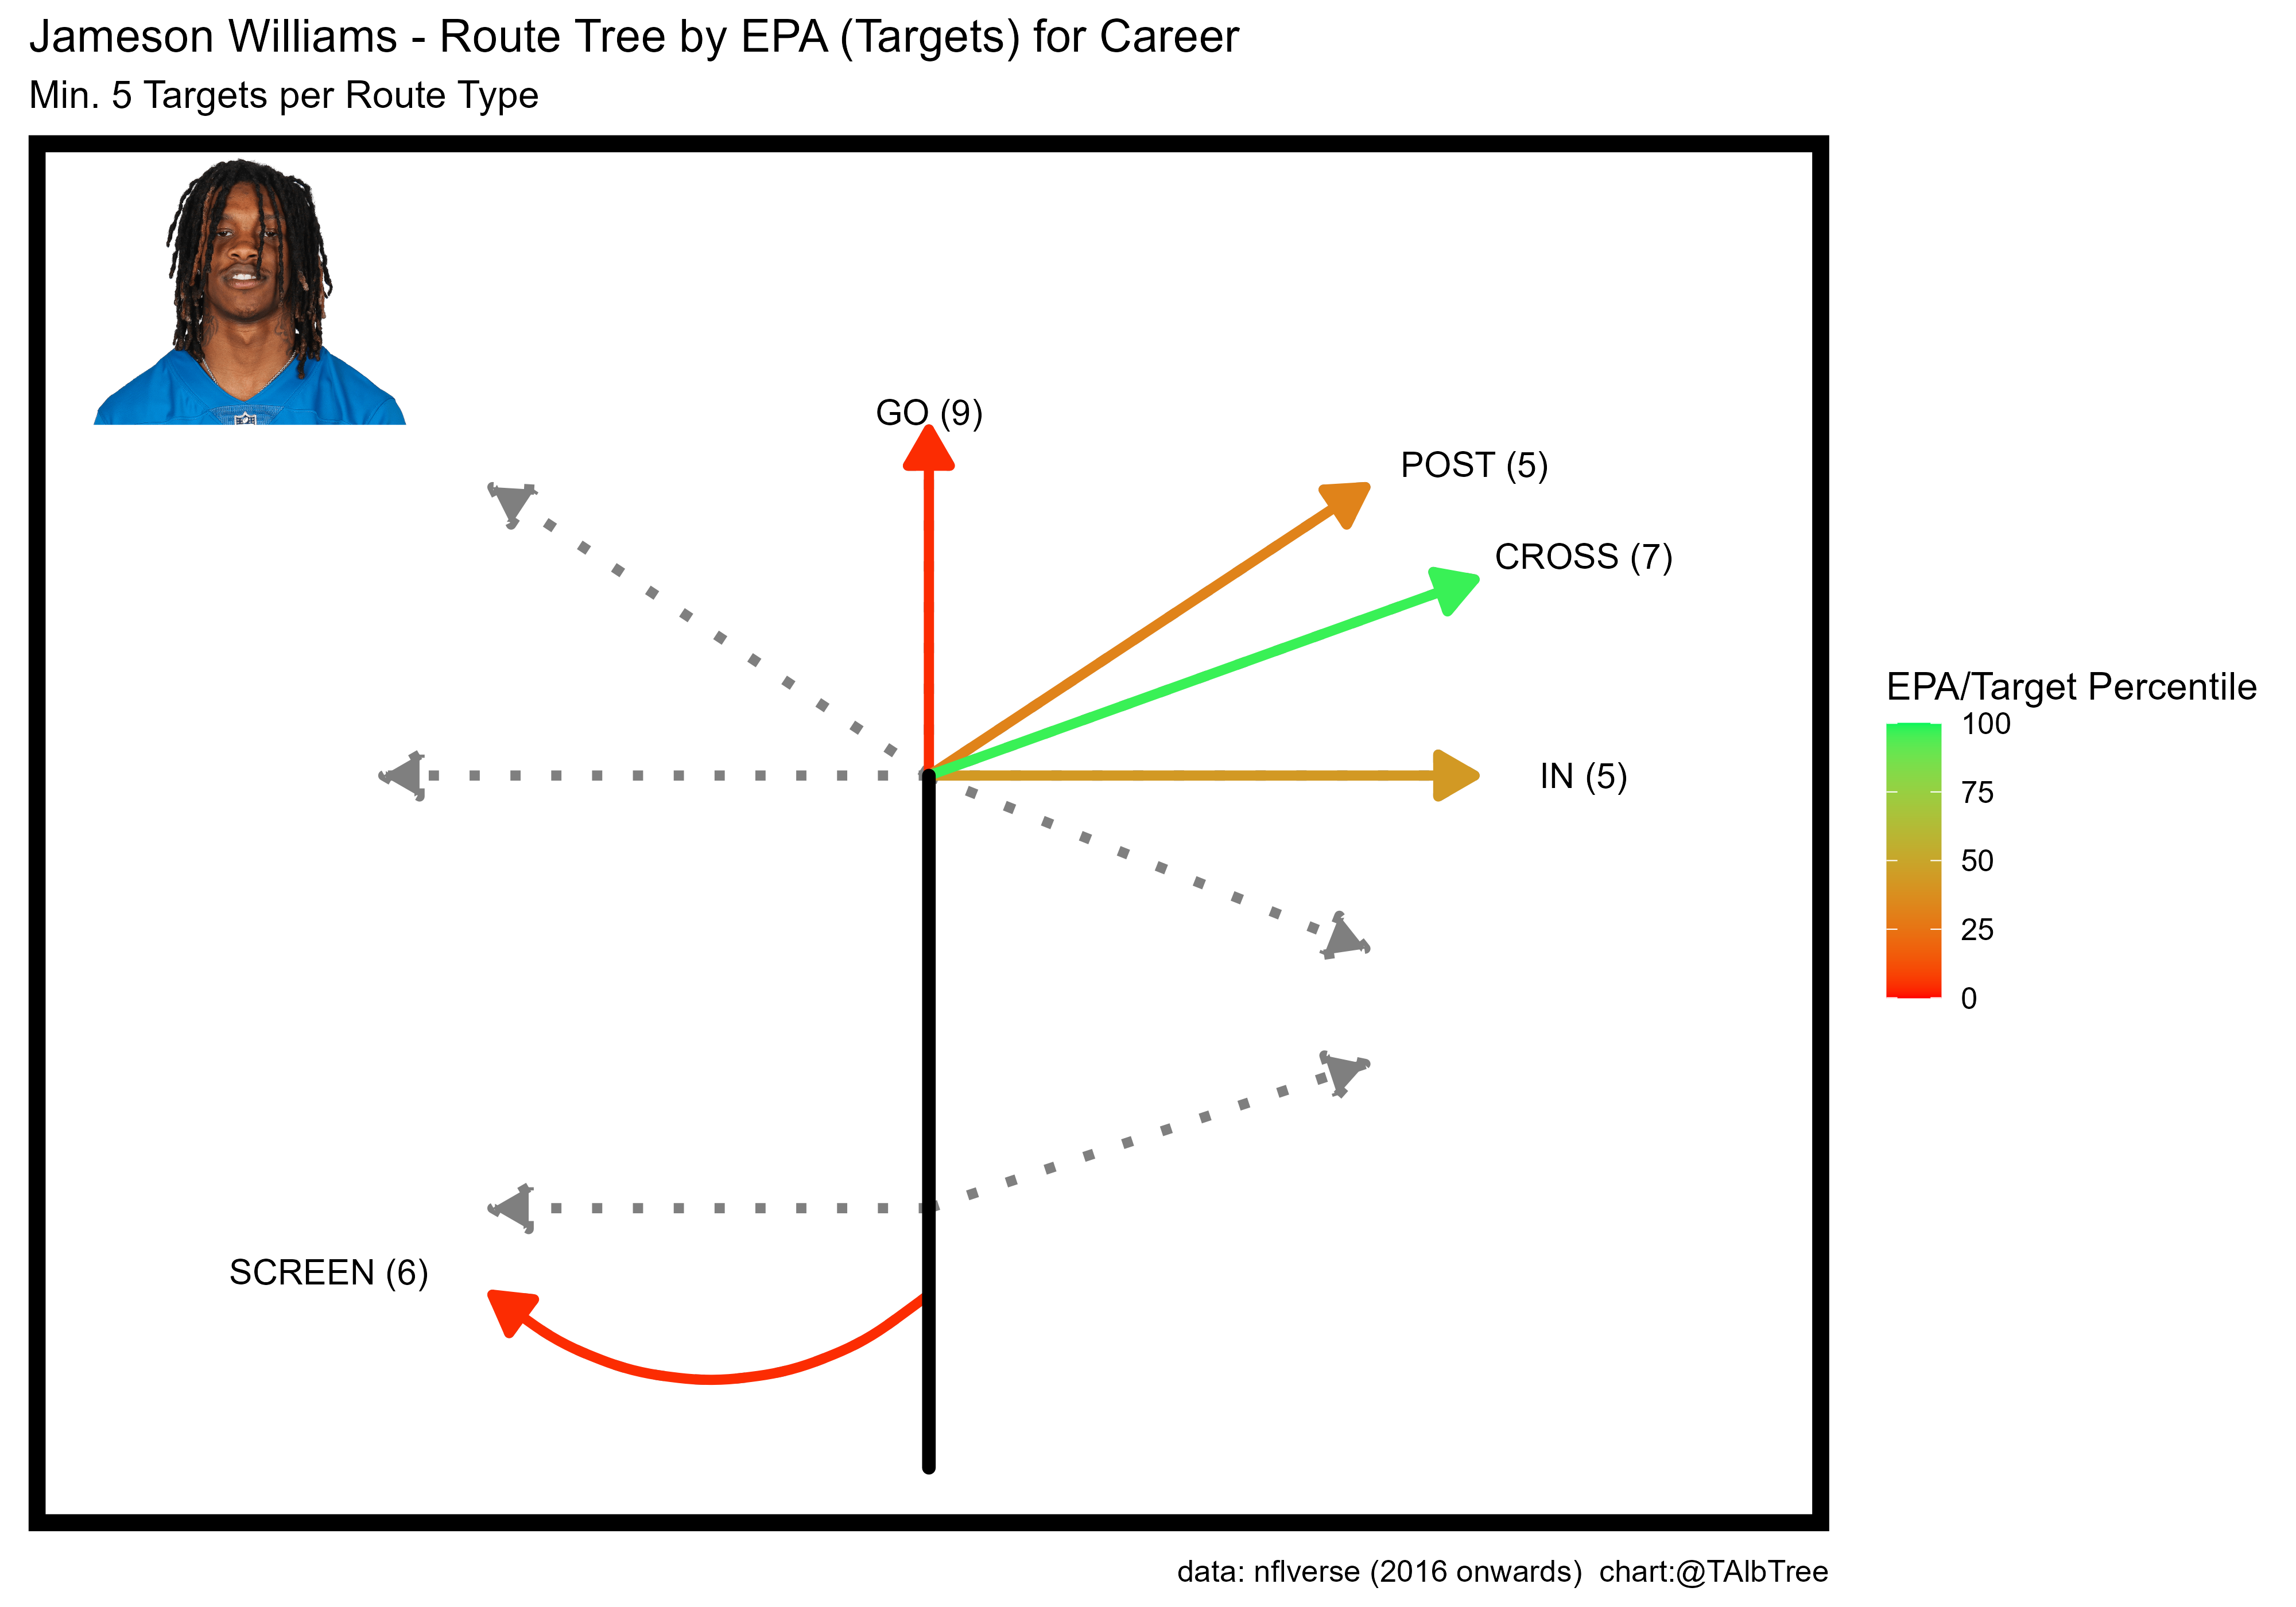 Jameson Williams - Route Tree by EPA (Targets) for Career
Min. 5 Targets per Route Type
GO (9)
POST (5)
CROSS (7)
IN (5)
SCREEN (6)
EPA/Target Percentile
100
75
50
25
0
data: nflverse (2016 onwards)  chart:@TAlbTree